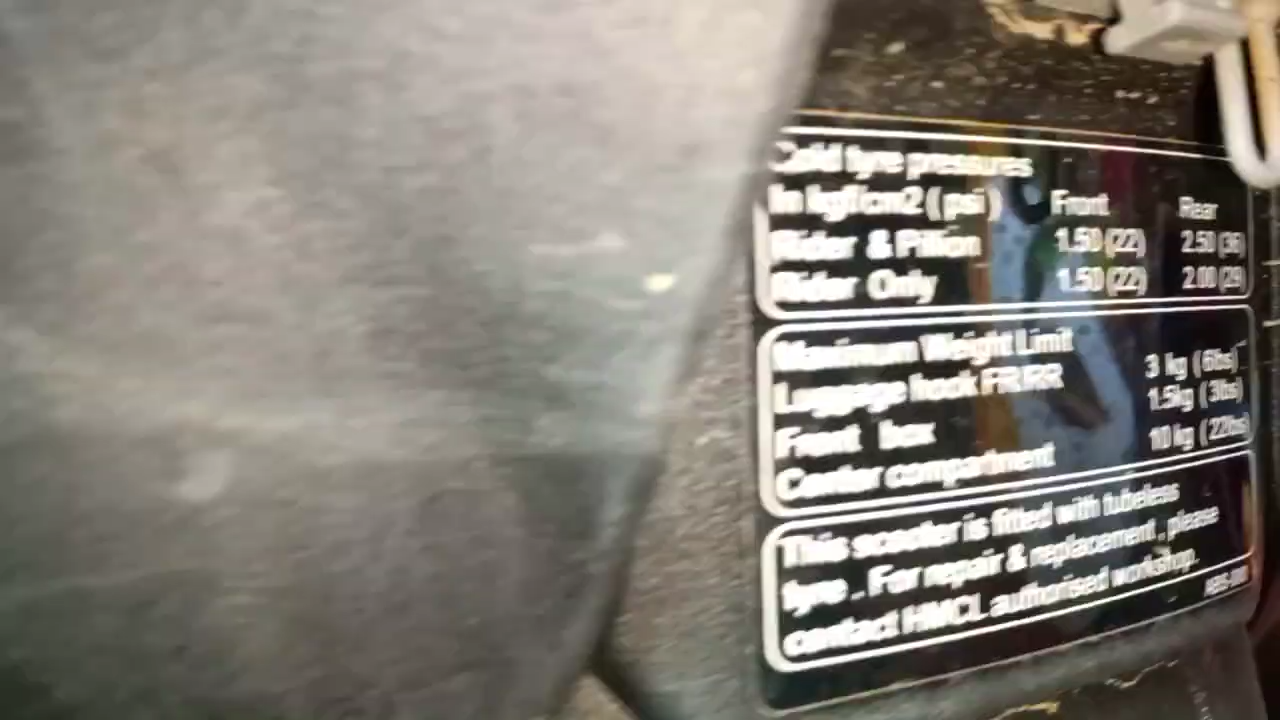 Cold tyre pressures
In kgf/cm2 ( psi ) Front Rear
Rider & Pillion 1.50 (22) 2.50 (36)
Rider Only 1.50 (22) 2.00 (29)
Maximum Weight Limit
Luggage hook FR/RR 3 kg ( 6lbs)
Front box 1.5kg ( 3lbs)
Center compartment 10 kg ( 22lbs)
This scooter is fitted with tubeless
tyre . For repair & replacement , please
contact HMCL authorised workshop.